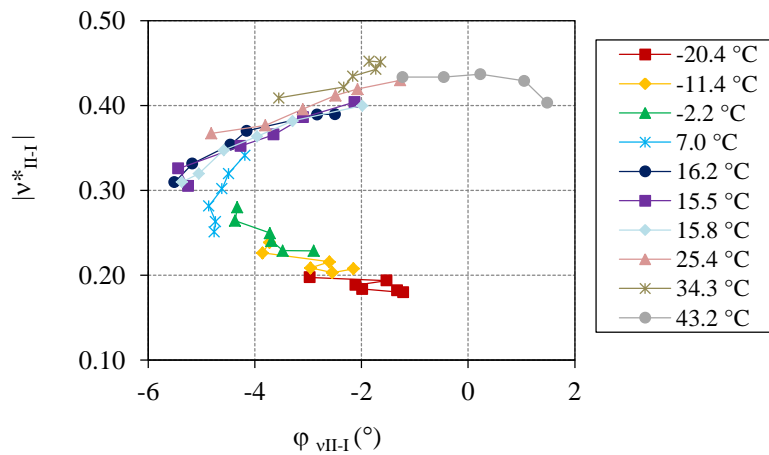 |ν*II-I|
0.50
0.40
0.30
0.20
0.10
-6 -4 -2 0 2
φ νII-I (°)
-20.4 °C
-11.4 °C
-2.2 °C
7.0 °C
16.2 °C
15.5 °C
15.8 °C
25.4 °C
34.3 °C
43.2 °C